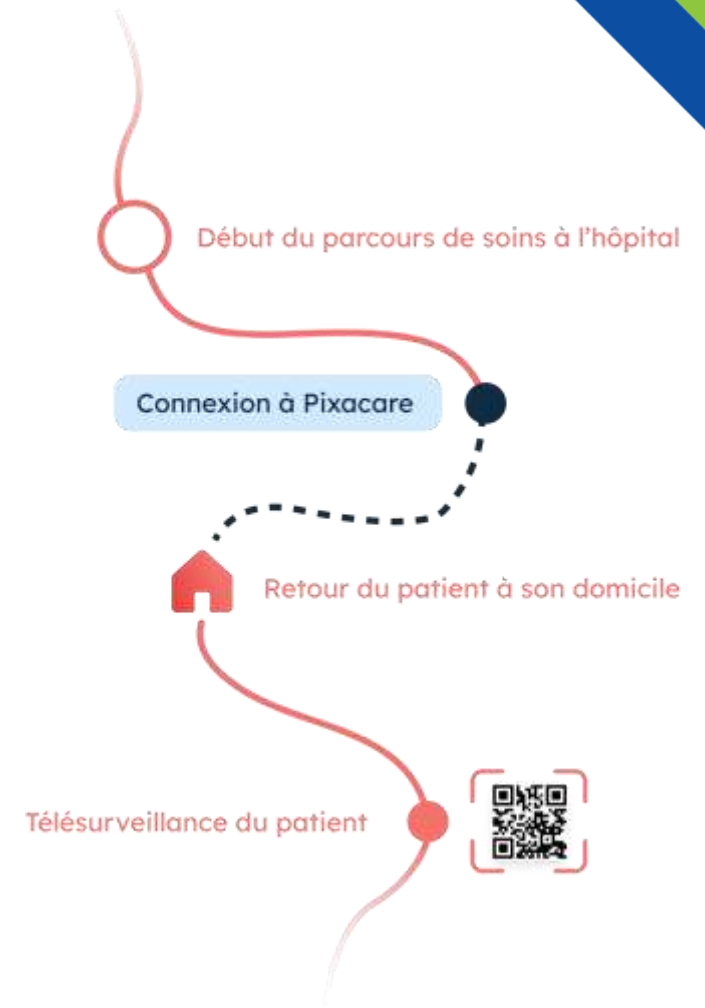 Début du parcours de soins à l'hôpital
Connexion à Pixacare
Retour du patient à son domicile
Télésurveillance du patient